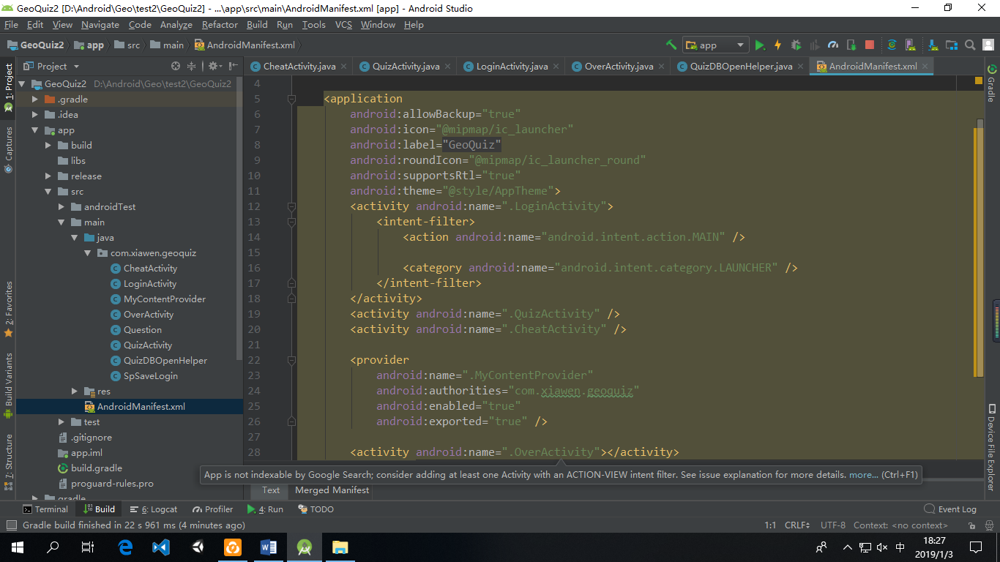 GeoQuiz2 [D:\Android\Geo\test2\GeoQuiz2] - ...\app\src\main\AndroidManifest.xml [app] - Android Studio
File Edit View Navigate Code Analyze Refactor Build Run Tools VCS Window Help
GeoQuiz2 app src main AndroidManifest.xml app
Project CheatActivity.java QuizActivity.java LoginActivity.java OverActivity.java QuizDBOpenHelper.java AndroidManifest.xml
1: Project
Captures
2: Favorites
Build Variants
7: Structure
GeoQuiz2 D:\Android\Geo\test2\GeoQuiz2
.gradle
.idea
app
build
libs
release
src
androidTest
main
java
com.xiawen.geoquiz
CheatActivity
LoginActivity
MyContentProvider
OverActivity
Question
QuizActivity
QuizDBOpenHelper
SpSaveLogin
res
AndroidManifest.xml
test
.gitignore
app.iml
build.gradle
proguard-rules.pro
gradle
4
5 <application
6 android:allowBackup="true"
7 android:icon="@mipmap/ic_launcher"
8 android:label="GeoQuiz"
9 android:roundIcon="@mipmap/ic_launcher_round"
10 android:supportsRtl="true"
11 android:theme="@style/AppTheme">
12 <activity android:name=".LoginActivity">
13 <intent-filter>
14 <action android:name="android.intent.action.MAIN" />
15
16 <category android:name="android.intent.category.LAUNCHER" />
17 </intent-filter>
18 </activity>
19 <activity android:name=".QuizActivity" />
20 <activity android:name=".CheatActivity" />
21
22 <provider
23 android:name=".MyContentProvider"
24 android:authorities="com.xiawen.geoquiz"
25 android:enabled="true"
26 android:exported="true" />
27
28 <activity android:name=".OverActivity"></activity>
App is not indexable by Google Search; consider adding at least one Activity with an ACTION-VIEW intent filter. See issue explanation for more details. more... (Ctrl+F1)
Text Merged Manifest
Gradle
Device File Explorer
Terminal Build 6: Logcat Profiler 4: Run TODO Event Log
Gradle build finished in 22 s 961 ms (4 minutes ago) 1:1 CRLF UTF-8 Context: <no context>
中 18:27
2019/1/3